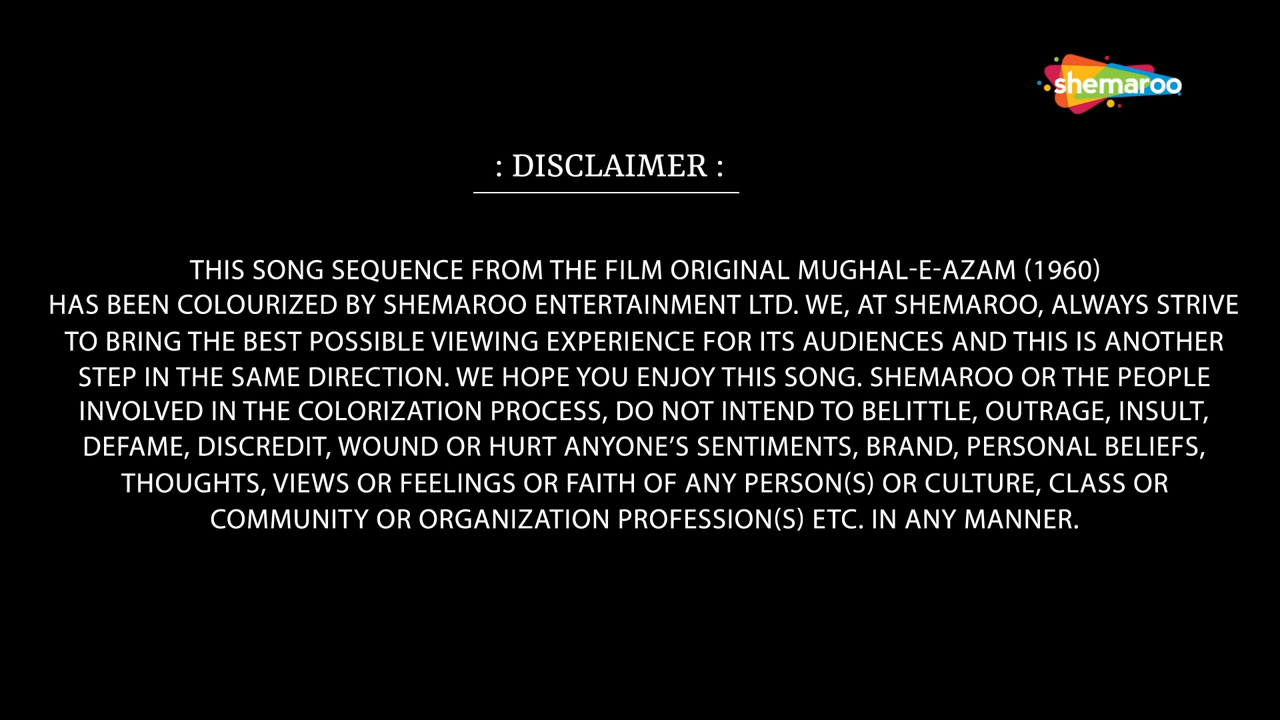 shemaroo
: DISCLAIMER :
THIS SONG SEQUENCE FROM THE FILM ORIGINAL MUGHAL-E-AZAM (1960)
HAS BEEN COLOURIZED BY SHEMAROO ENTERTAINMENT LTD. WE, AT SHEMAROO, ALWAYS STRIVE
TO BRING THE BEST POSSIBLE VIEWING EXPERIENCE FOR ITS AUDIENCES AND THIS IS ANOTHER
STEP IN THE SAME DIRECTION. WE HOPE YOU ENJOY THIS SONG. SHEMAROO OR THE PEOPLE
INVOLVED IN THE COLORIZATION PROCESS, DO NOT INTEND TO BELITTLE, OUTRAGE, INSULT,
DEFAME, DISCREDIT, WOUND OR HURT ANYONE’S SENTIMENTS, BRAND, PERSONAL BELIEFS,
THOUGHTS, VIEWS OR FEELINGS OR FAITH OF ANY PERSON(S) OR CULTURE, CLASS OR
COMMUNITY OR ORGANIZATION PROFESSION(S) ETC. IN ANY MANNER.